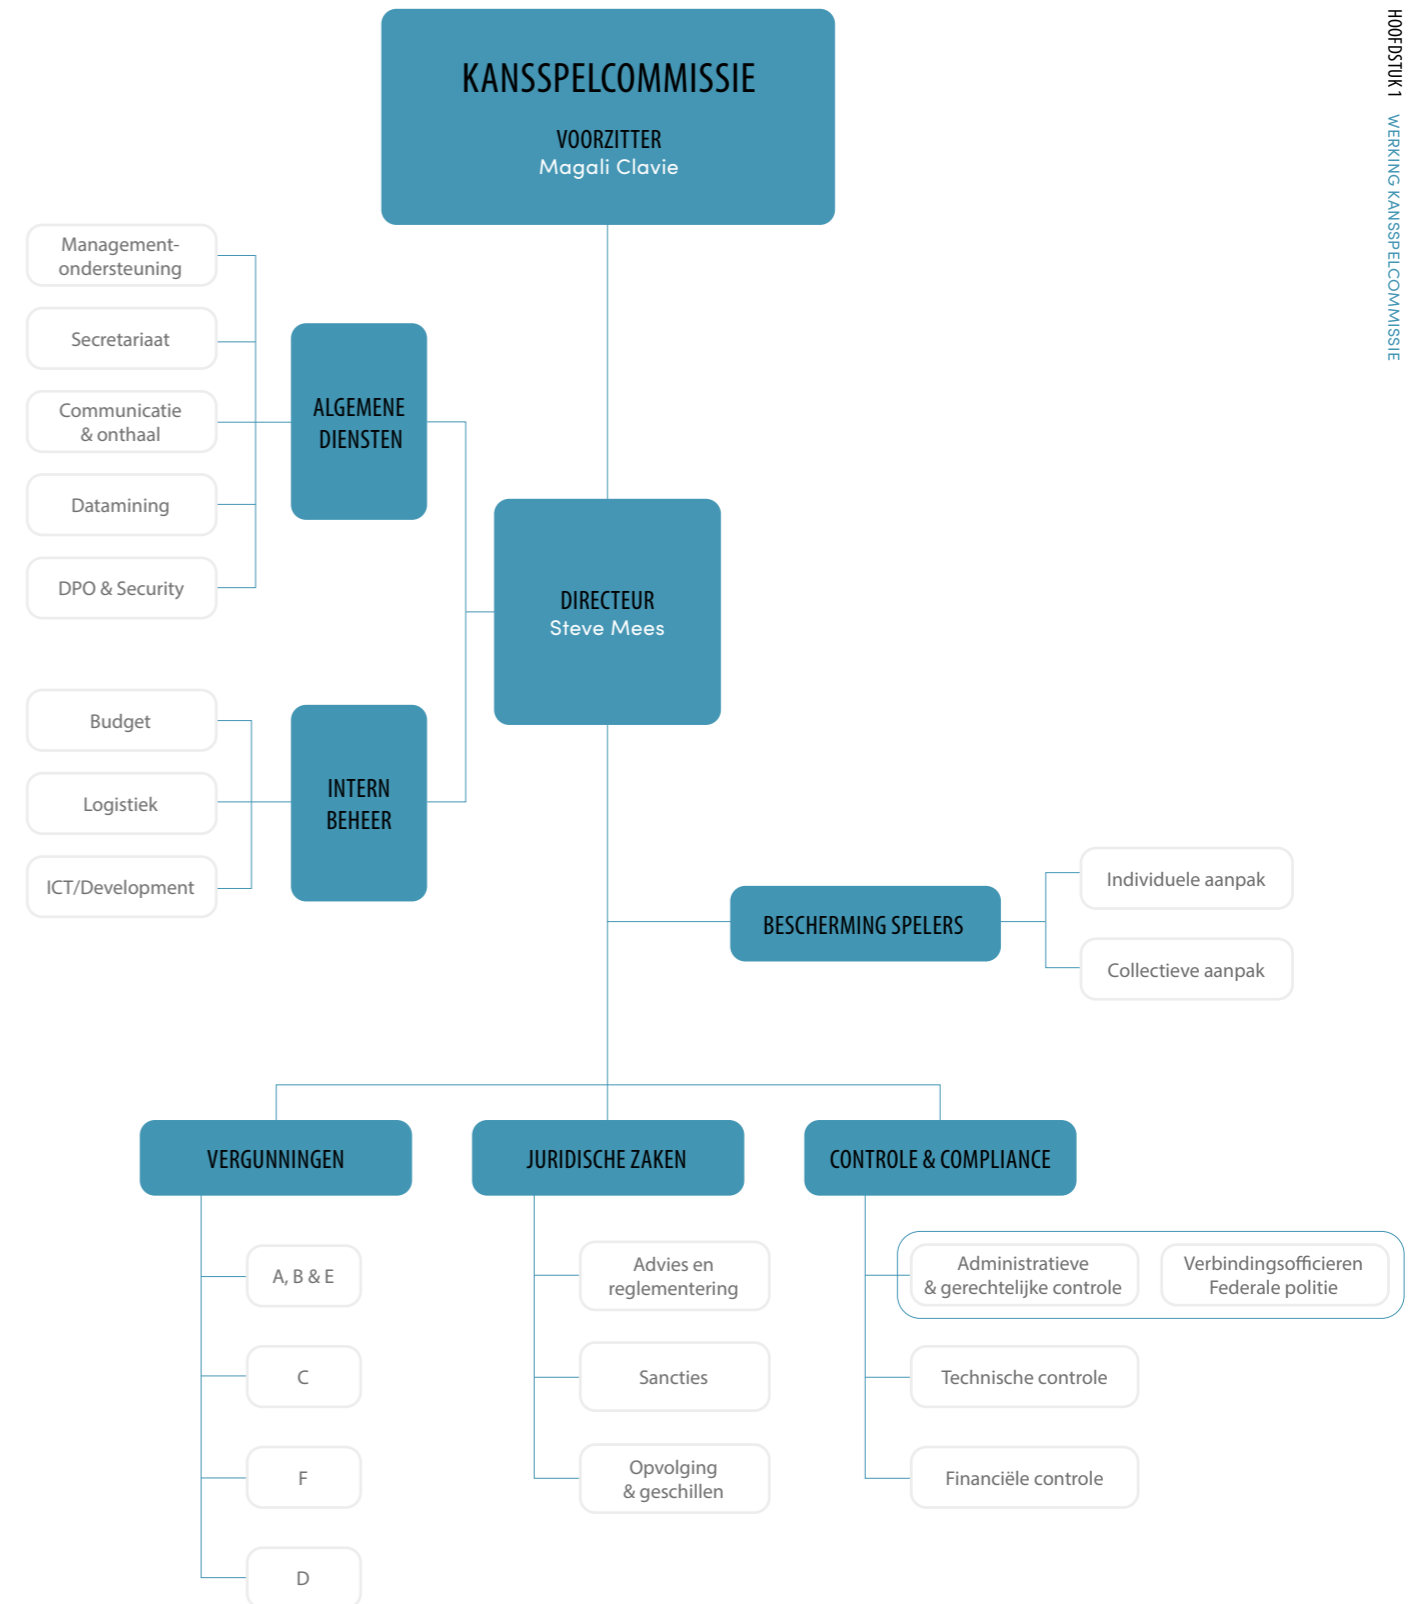 HOOFDSTUK 1 WERKING KANSSPELCOMMISSIE
KANSSPELCOMMISSIE
VOORZITTER
Magali Clavie
Management-
ondersteuning
Secretariaat
Communicatie
& onthaal
Datamining
DPO & Security
ALGEMENE
DIENSTEN
DIRECTEUR
Steve Mees
Budget
Logistiek
ICT/Development
INTERN
BEHEER
BESCHERMING SPELERS
Individuele aanpak
Collectieve aanpak
VERGUNNINGEN
A, B & E
C
F
D
JURIDISCHE ZAKEN
Advies en
reglementering
Sancties
Opvolging
& geschillen
CONTROLE & COMPLIANCE
Administratieve
& gerechtelijke controle
Verbindingsofficieren
Federale politie
Technische controle
Financiële controle